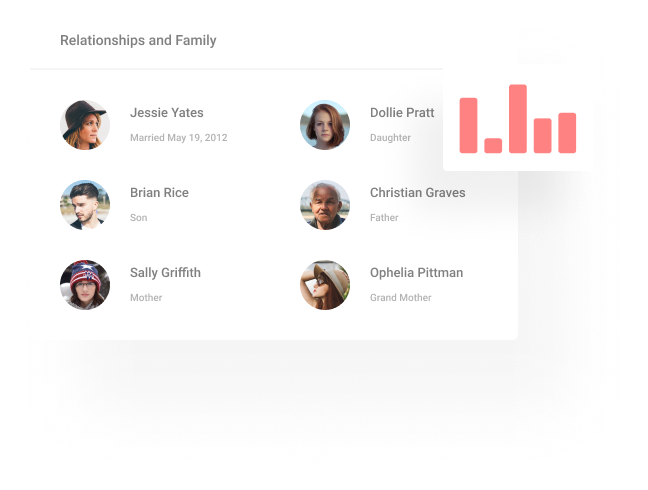 Relationships and Family
Jessie Yates
Married May 19, 2012
Dollie Pratt
Daughter
Brian Rice
Son
Christian Graves
Father
Sally Griffith
Mother
Ophelia Pittman
Grand Mother